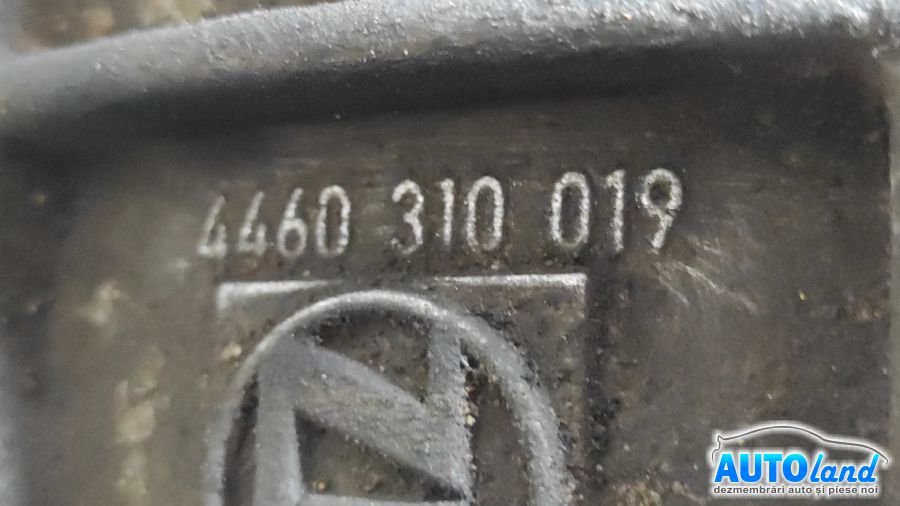 4460 310 019
AUTOland
dezmembrări auto și piese noi